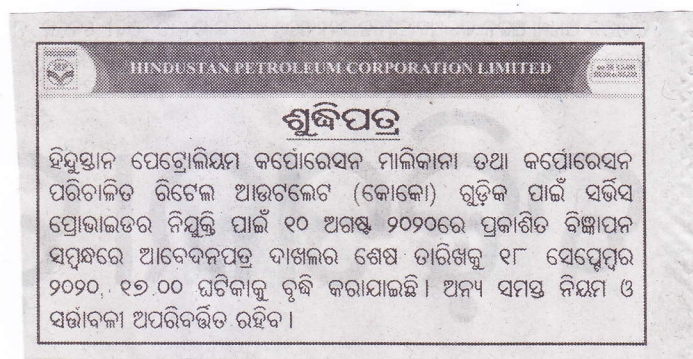 HINDUSTAN PETROLEUM CORPORATION LIMITED
ଶୁଦ୍ଧିପତ୍ର
ହିନ୍ଦୁସ୍ତାନ ପେଟ୍ରୋଲିୟମ କର୍ପୋରେସନ ମାଲିକାନା ତଥା କର୍ପୋରେସନ
ପରିଚାଳିତ ରିଟେଲ ଆଉଟଲେଟ (କୋକୋ) ଗୁଡ଼ିକ ପାଇଁ ସର୍ଭିସ
ପ୍ରୋଭାଇଡର ନିଯୁକ୍ତି ପାଇଁ ୧୦ ଅଗଷ୍ଟ ୨୦୨୦ରେ ପ୍ରକାଶିତ ବିଜ୍ଞାପନ
ସମ୍ବନ୍ଧରେ ଆବେଦନପତ୍ର ଦାଖଲର ଶେଷ ତାରିଖକୁ ୧୮ ସେପ୍ଟେମ୍ବର
୨୦୨୦, ୧୭.୦୦ ଘଟିକାକୁ ବୃଦ୍ଧି କରାଯାଇଛି। ଅନ୍ୟ ସମସ୍ତ ନିୟମ ଓ
ସର୍ତ୍ତାବଳୀ ଅପରିବର୍ତ୍ତିତ ରହିବ।